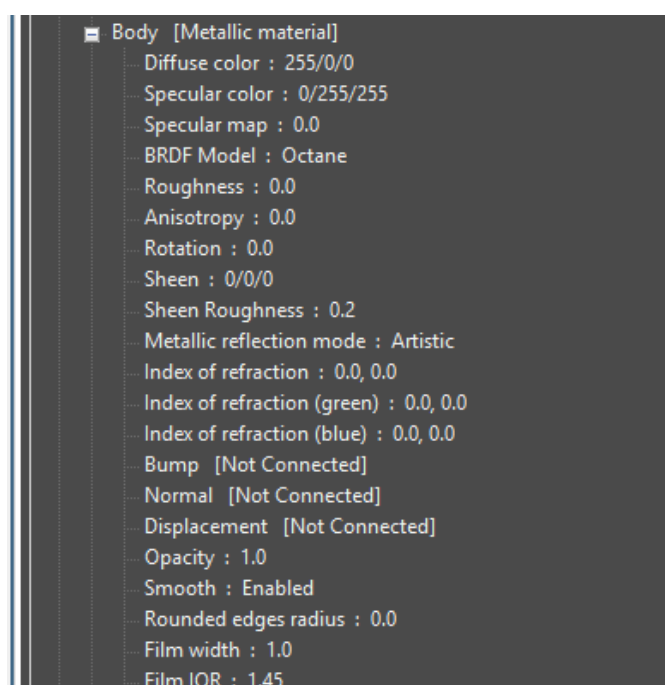 Body [Metallic material]
Diffuse color : 255/0/0
Specular color : 0/255/255
Specular map : 0.0
BRDF Model : Octane
Roughness : 0.0
Anisotropy : 0.0
Rotation : 0.0
Sheen : 0/0/0
Sheen Roughness : 0.2
Metallic reflection mode : Artistic
Index of refraction : 0.0, 0.0
Index of refraction (green) : 0.0, 0.0
Index of refraction (blue) : 0.0, 0.0
Bump [Not Connected]
Normal [Not Connected]
Displacement [Not Connected]
Opacity : 1.0
Smooth : Enabled
Rounded edges radius : 0.0
Film width : 1.0
Film IOR : 1.45